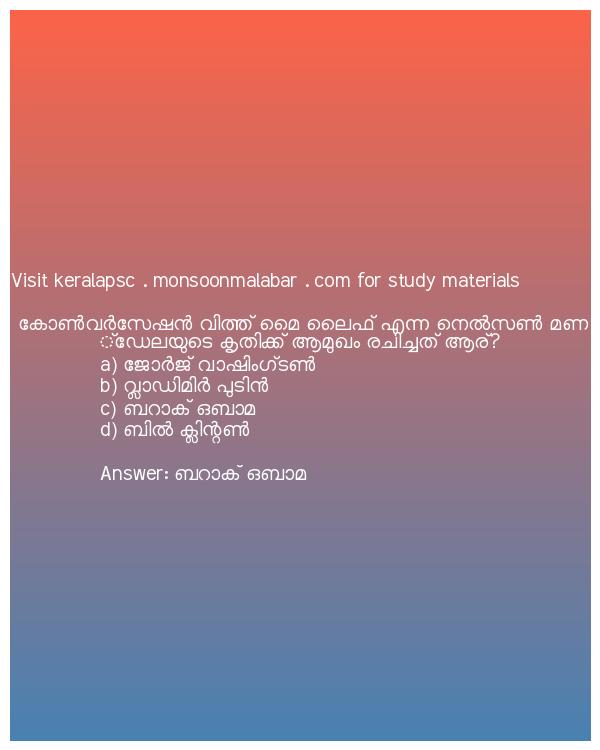 Visit keralapsc . monsoonmalabar . com for study materials
കോൺവർസേഷൻ വിത്ത് മൈ ലൈഫ് എന്ന നെൽസൺ മണ
്ഡേലയുടെ കൃതിക്ക് ആമുഖം രചിച്ചത് ആര്?
a) ജോർജ് വാഷിംഗ്ടൺ
b) വ്ലാഡിമിർ പുടിൻ
c) ബറാക് ഒബാമ
d) ബിൽ ക്ലിന്റൺ
Answer: ബറാക് ഒബാമ